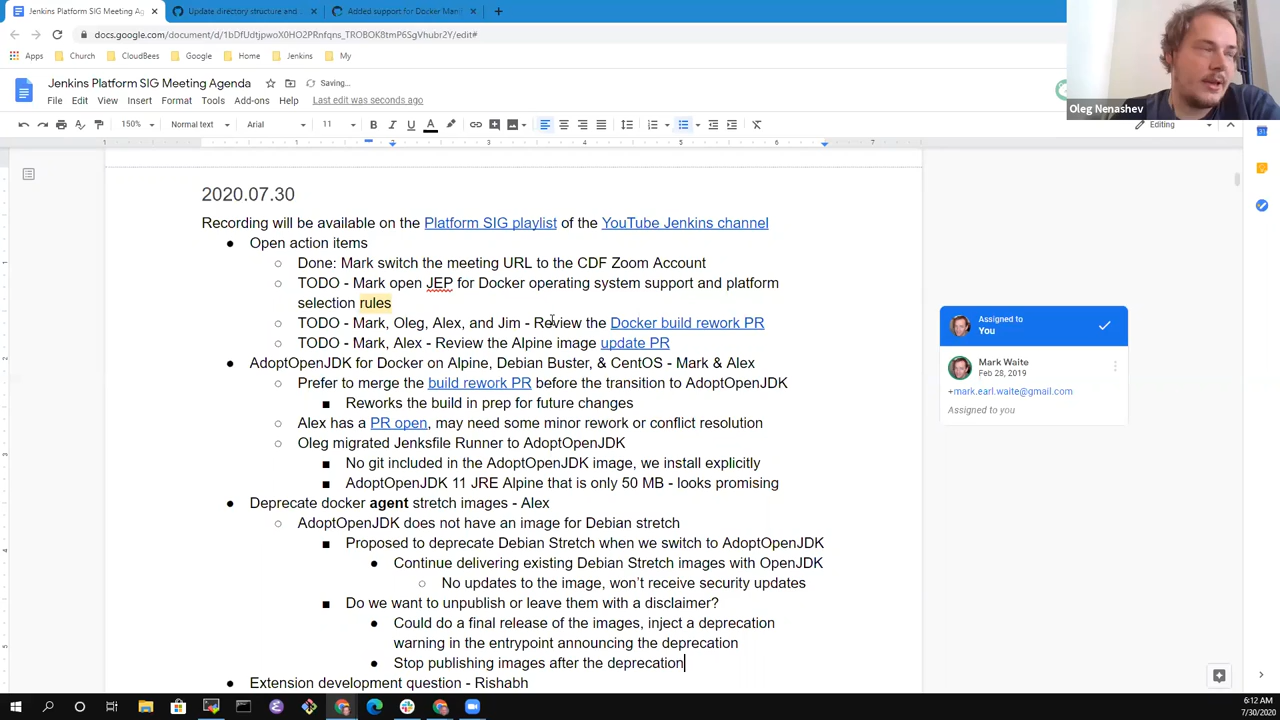 Jenkins Platform SIG Meeting Ag
Update directory structure and
Added support for Docker Man
docs.google.com/document/d/1bDfUdtjpwoX0HO2PRnfqns_TROBOK8tmP6SgVhubr2Y/edit#
Apps Church CloudBees Google Home Jenkins My
Jenkins Platform SIG Meeting Agenda
Saving...
File Edit View Insert Format Tools Add-ons Help Last edit was seconds ago
150% Normal text Arial 11 B I U A Editing
Oleg Nenashev
1 1 2 3 4 5 6 7
2020.07.30
Recording will be available on the Platform SIG playlist of the YouTube Jenkins channel
● Open action items
○ Done: Mark switch the meeting URL to the CDF Zoom Account
○ TODO - Mark open JEP for Docker operating system support and platform
selection rules
○ TODO - Mark, Oleg, Alex, and Jim - Review the Docker build rework PR
○ TODO - Mark, Alex - Review the Alpine image update PR
● AdoptOpenJDK for Docker on Alpine, Debian Buster, & CentOS - Mark & Alex
○ Prefer to merge the build rework PR before the transition to AdoptOpenJDK
■ Reworks the build in prep for future changes
○ Alex has a PR open, may need some minor rework or conflict resolution
○ Oleg migrated Jenksfile Runner to AdoptOpenJDK
■ No git included in the AdoptOpenJDK image, we install explicitly
■ AdoptOpenJDK 11 JRE Alpine that is only 50 MB - looks promising
● Deprecate docker agent stretch images - Alex
○ AdoptOpenJDK does not have an image for Debian stretch
■ Proposed to deprecate Debian Stretch when we switch to AdoptOpenJDK
● Continue delivering existing Debian Stretch images with OpenJDK
○ No updates to the image, won't receive security updates
■ Do we want to unpublish or leave them with a disclaimer?
● Could do a final release of the images, inject a deprecation
warning in the entrypoint announcing the deprecation
● Stop publishing images after the deprecation
● Extension development question - Rishabh
Assigned to
You
Mark Waite
Feb 28, 2019
+mark.earl.waite@gmail.com
Assigned to you
6:12 AM
7/30/2020